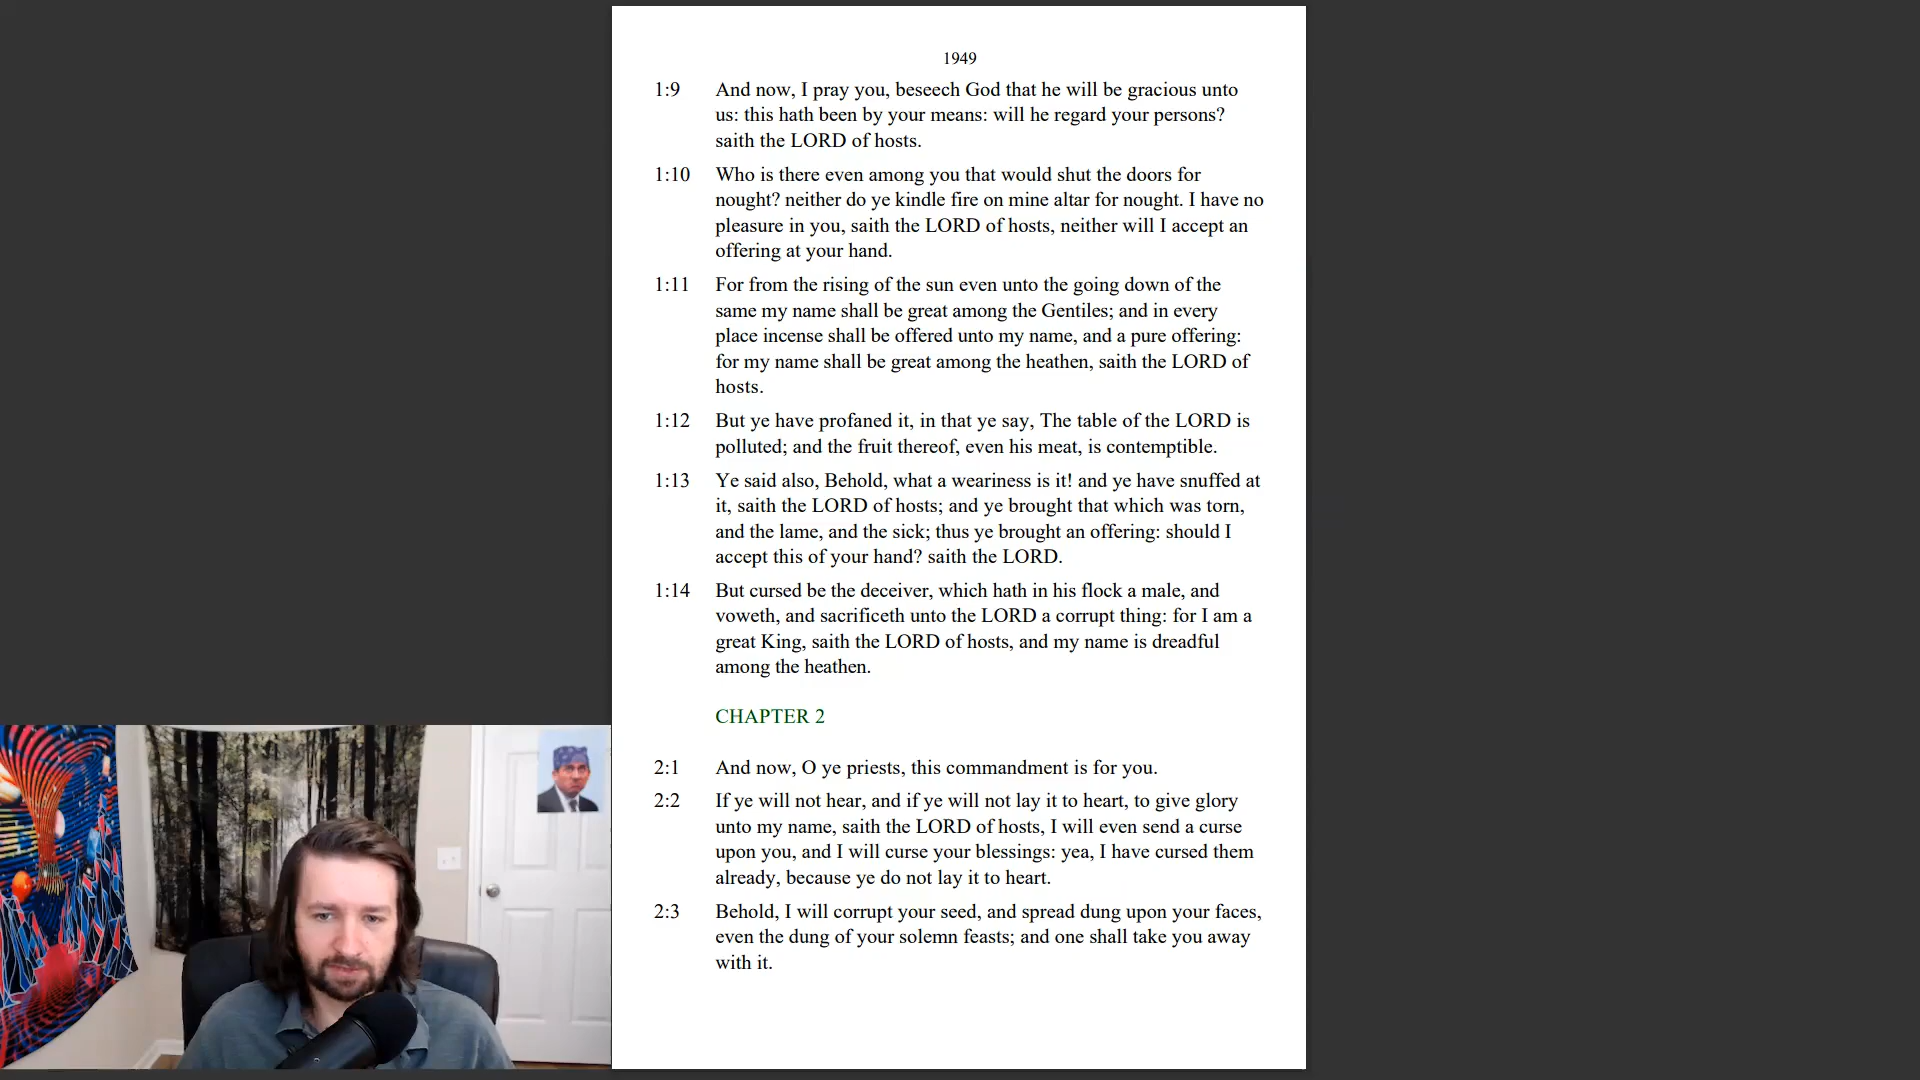 1949
1:9 And now, I pray you, beseech God that he will be gracious unto
us: this hath been by your means: will he regard your persons?
saith the LORD of hosts.
1:10 Who is there even among you that would shut the doors for
nought? neither do ye kindle fire on mine altar for nought. I have no
pleasure in you, saith the LORD of hosts, neither will I accept an
offering at your hand.
1:11 For from the rising of the sun even unto the going down of the
same my name shall be great among the Gentiles; and in every
place incense shall be offered unto my name, and a pure offering:
for my name shall be great among the heathen, saith the LORD of
hosts.
1:12 But ye have profaned it, in that ye say, The table of the LORD is
polluted; and the fruit thereof, even his meat, is contemptible.
1:13 Ye said also, Behold, what a weariness is it! and ye have snuffed at
it, saith the LORD of hosts; and ye brought that which was torn,
and the lame, and the sick; thus ye brought an offering: should I
accept this of your hand? saith the LORD.
1:14 But cursed be the deceiver, which hath in his flock a male, and
voweth, and sacrificeth unto the LORD a corrupt thing: for I am a
great King, saith the LORD of hosts, and my name is dreadful
among the heathen.
CHAPTER 2
2:1 And now, O ye priests, this commandment is for you.
2:2 If ye will not hear, and if ye will not lay it to heart, to give glory
unto my name, saith the LORD of hosts, I will even send a curse
upon you, and I will curse your blessings: yea, I have cursed them
already, because ye do not lay it to heart.
2:3 Behold, I will corrupt your seed, and spread dung upon your faces,
even the dung of your solemn feasts; and one shall take you away
with it.